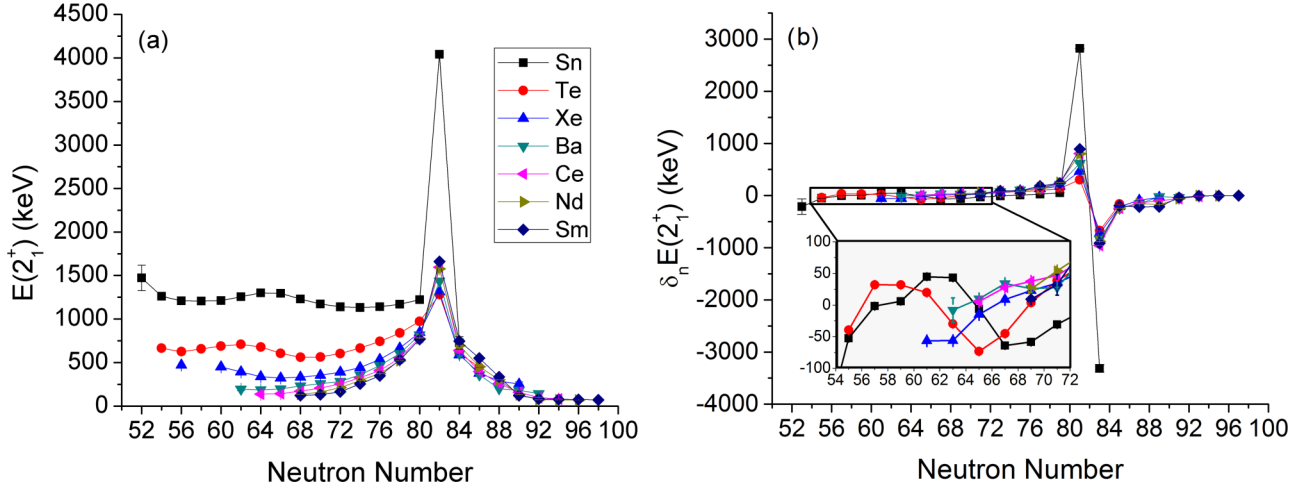 (a)
E(2₁⁺) (keV)
4500
4000
3500
3000
2500
2000
1500
1000
500
0
52 56 60 64 68 72 76 80 84 88 92 96 100
Neutron Number
Sn
Te
Xe
Ba
Ce
Nd
Sm
(b)
δₙE(2₁⁺) (keV)
3000
2000
1000
0
-1000
-2000
-3000
-4000
52 56 60 64 68 72 76 80 84 88 92 96 100
Neutron Number
100
50
0
-50
-100
54 56 58 60 62 64 66 68 70 72